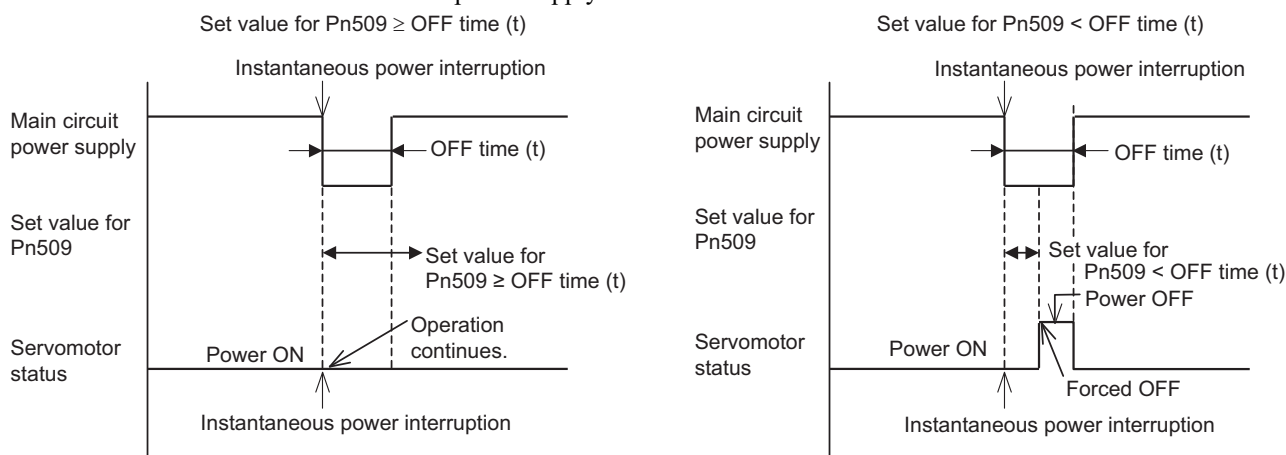 Set value for Pn509 ≥ OFF time (t)
Instantaneous power interruption
Main circuit
power supply
OFF time (t)
Set value for
Pn509
Set value for
Pn509 ≥ OFF time (t)
Operation
continues.
Power ON
Servomotor
status
Instantaneous power interruption
Set value for Pn509 < OFF time (t)
Instantaneous power interruption
Main circuit
power supply
OFF time (t)
Set value for
Pn509
Set value for
Pn509 < OFF time (t)
Power OFF
Power ON
Servomotor
status
Forced OFF
Instantaneous power interruption